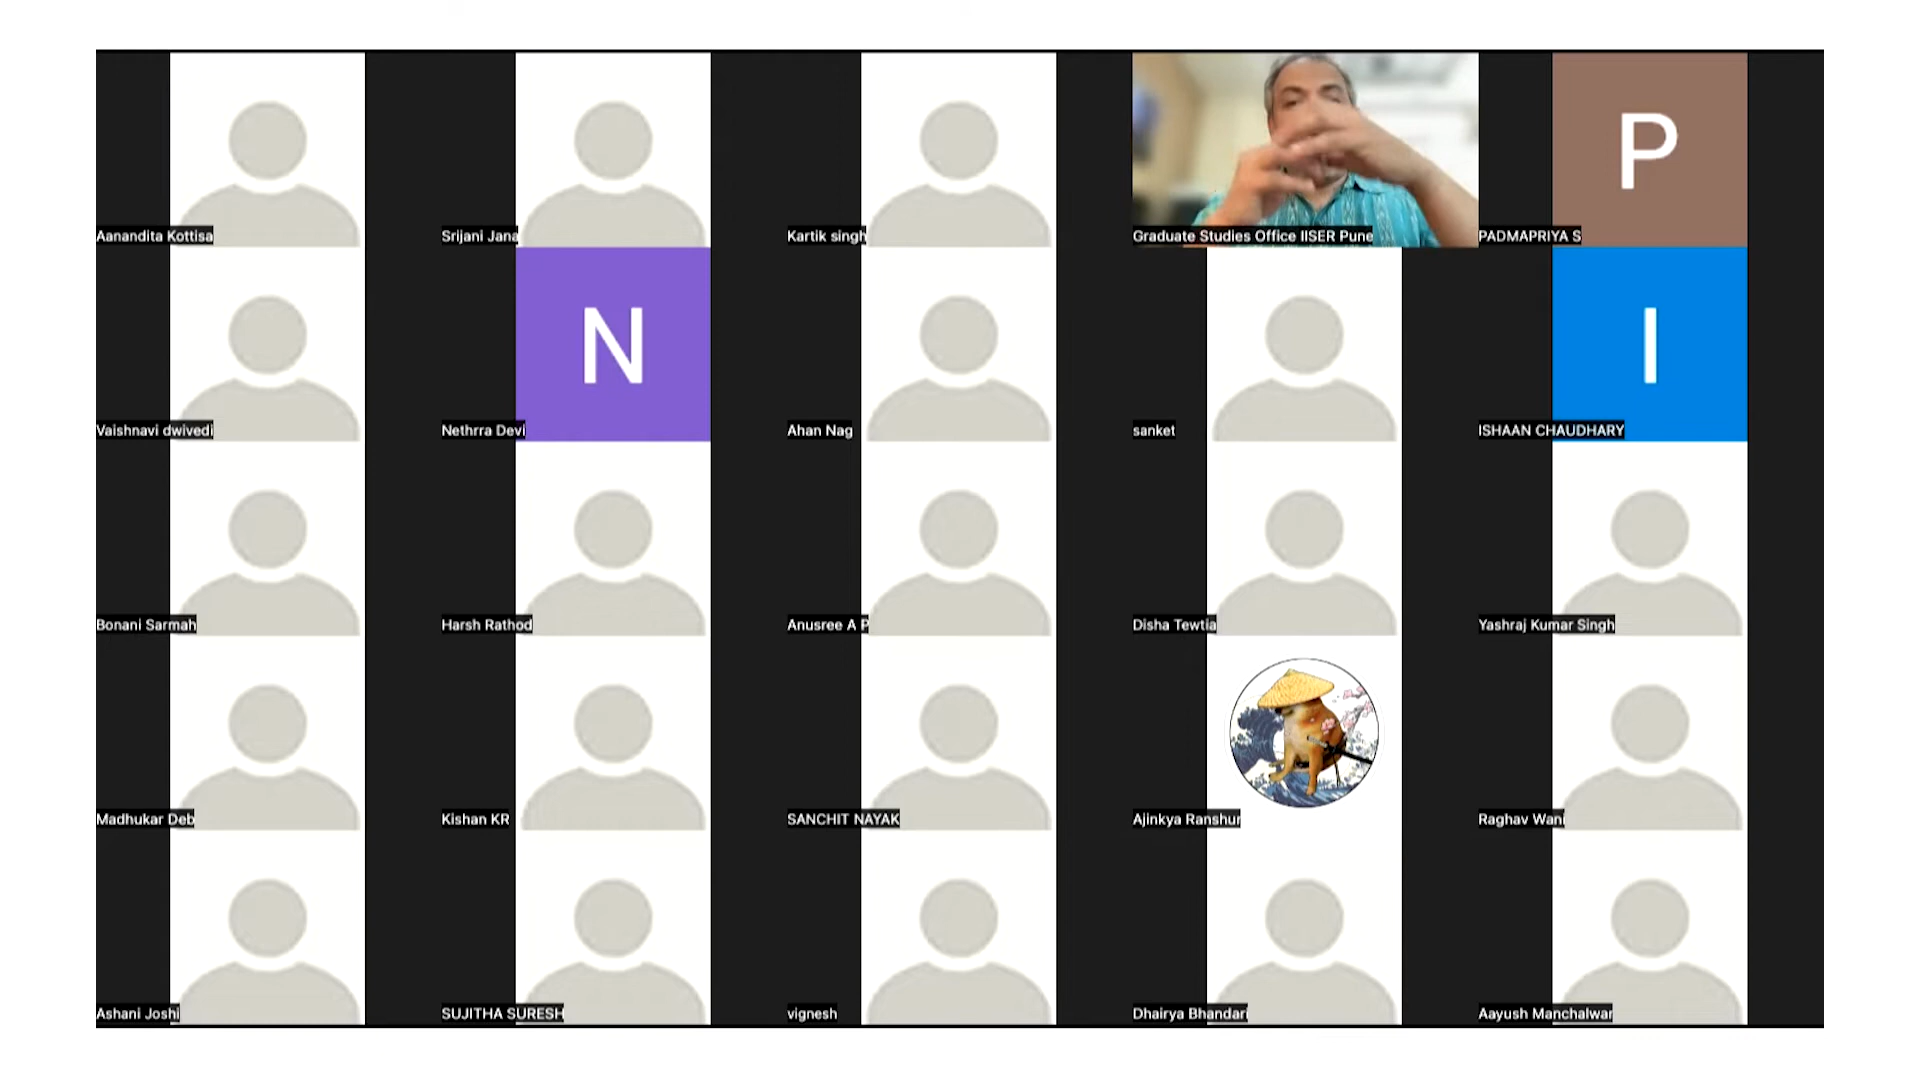 Aanandita Kottisa
Srijani Jana
Kartik singh
Graduate Studies Office IISER Pune
P
PADMAPRIYA S
Vaishnavi dwivedi
N
Nethrra Devi
Ahan Nag
sanket
I
ISHAAN CHAUDHARY
Bonani Sarmah
Harsh Rathod
Anusree A P
Disha Tewtia
Yashraj Kumar Singh
Madhukar Deb
Kishan KR
SANCHIT NAYAK
Ajinkya Ranshur
Raghav Wani
Ashani Joshi
SUJITHA SURESH
vignesh
Dhairya Bhandari
Aayush Manchalwar